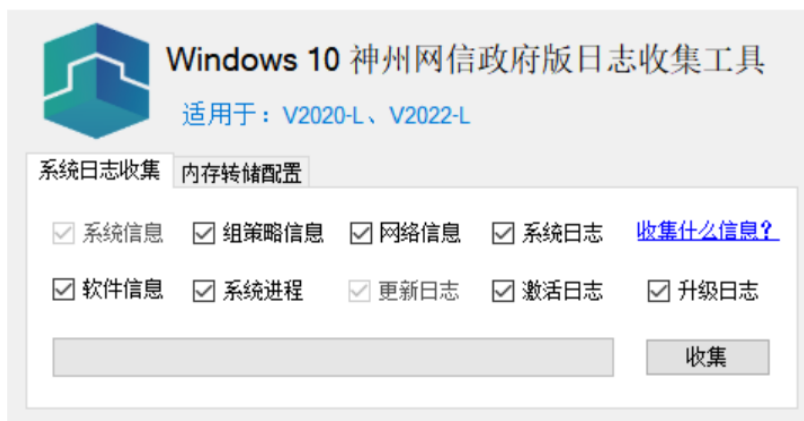 Windows 10 神州网信政府版日志收集工具
适用于：V2020-L、V2022-L
系统日志收集 内存转储配置
系统信息 组策略信息 网络信息 系统日志 收集什么信息？
软件信息 系统进程 更新日志 激活日志 升级日志
收集